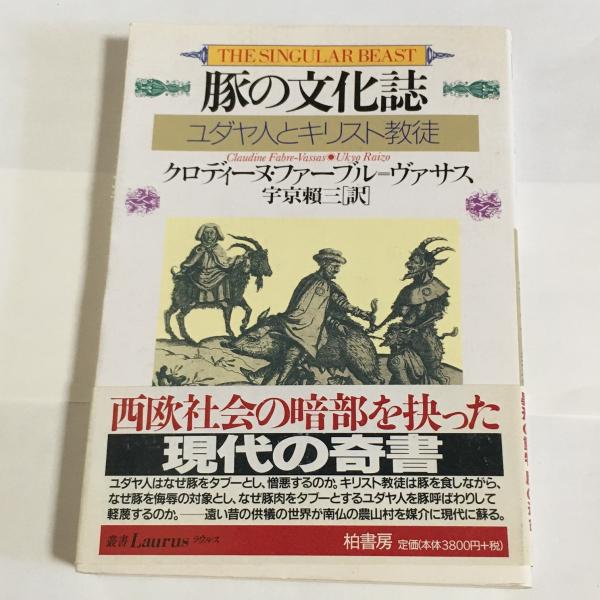 THE SINGULAR BEAST
豚の文化誌
ユダヤ人とキリスト教徒
Claudine Fabre-Vassas●Ukyo Raizo
クロディーヌ・ファーブル=ヴァサス
宇京頼三[訳]
西欧社会の暗部を抉った
現代の奇書
ユダヤ人はなぜ豚をタブーとし、憎悪するのか。キリスト教徒は豚を食しながら、
なぜ豚を侮辱の対象とし、なぜ豚肉をタブーとするユダヤ人を豚呼ばわりして
軽蔑するのか。——遠い昔の供犠の世界が南仏の農山村を媒介に現代に蘇る。
叢書Laurusラウルス
柏書房 定価(本体3800円+税)